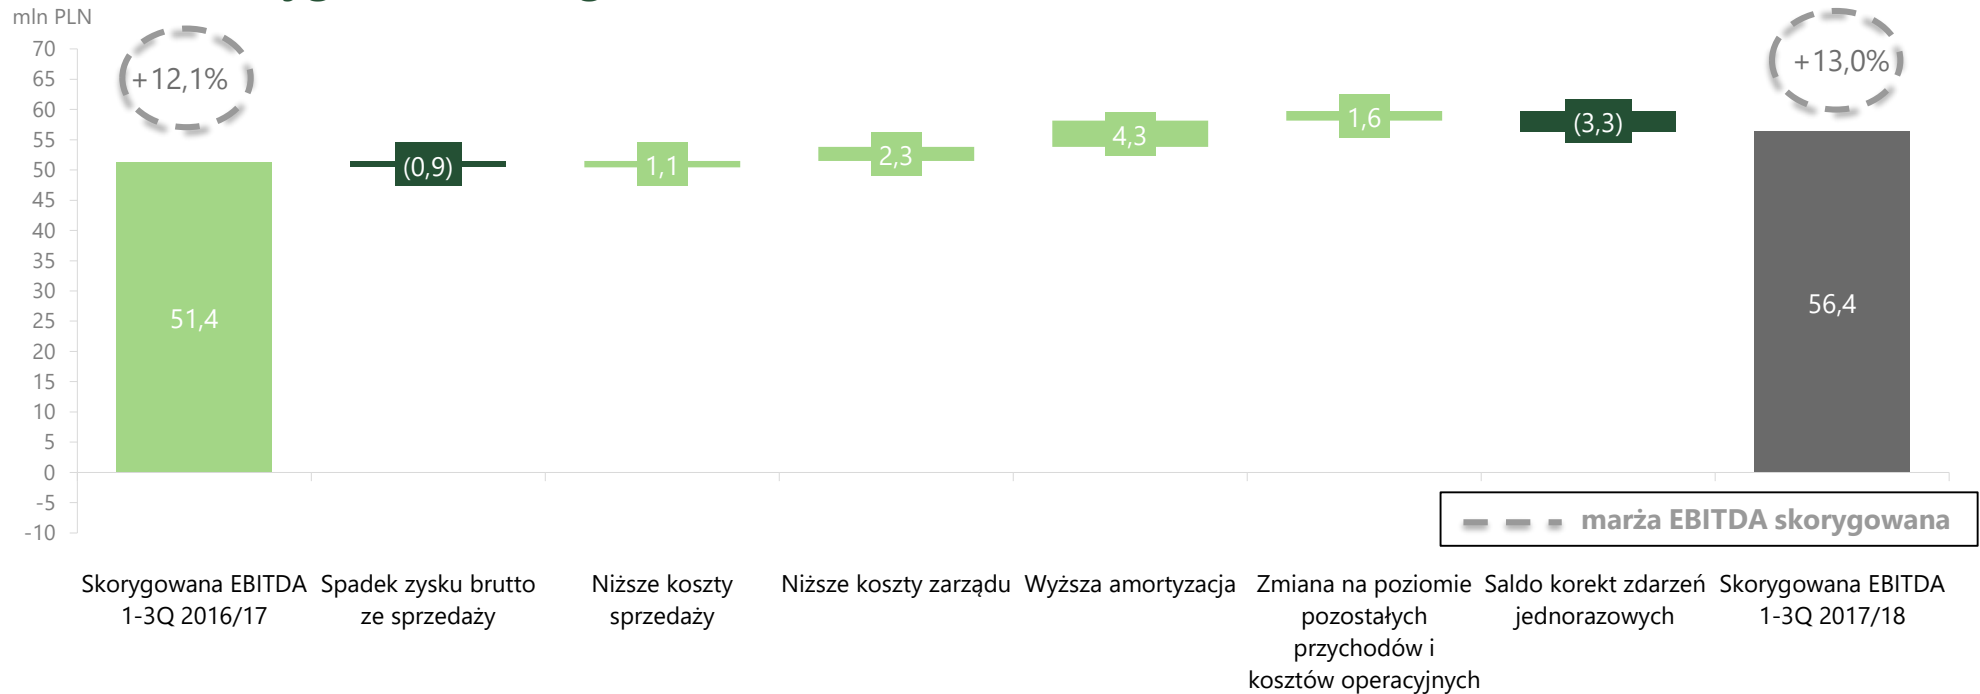 mln PLN
70
65
60
55
50
45
40
35
30
25
20
15
10
5
0
-5
-10
+12,1%
51,4
(0,9)
1,1
2,3
4,3
1,6
(3,3)
+13,0%
56,4
marża EBITDA skorygowana
Skorygowana EBITDA
1-3Q 2016/17
Spadek zysku brutto
ze sprzedaży
Niższe koszty
sprzedaży
Niższe koszty zarządu
Wyższa amortyzacja
Zmiana na poziomie
pozostałych
przychodów i
kosztów operacyjnych
Saldo korekt zdarzeń
jednorazowych
Skorygowana EBITDA
1-3Q 2017/18